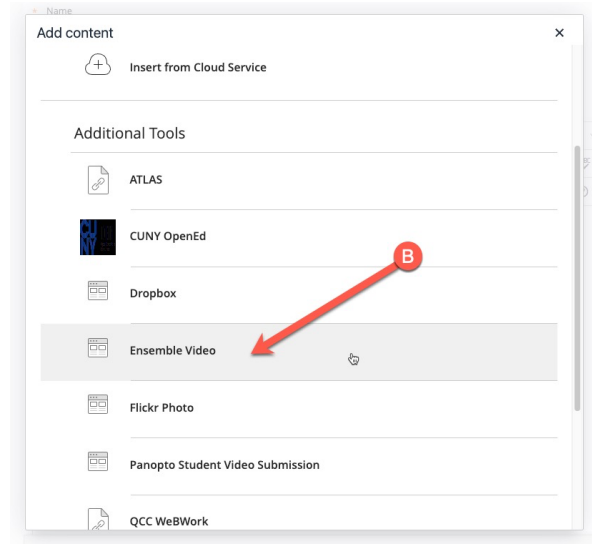 Name
Add content
Insert from Cloud Service
Additional Tools
ATLAS
CUNY OpenEd
B
Dropbox
Ensemble Video
Flickr Photo
Panopto Student Video Submission
QCC WeBWork